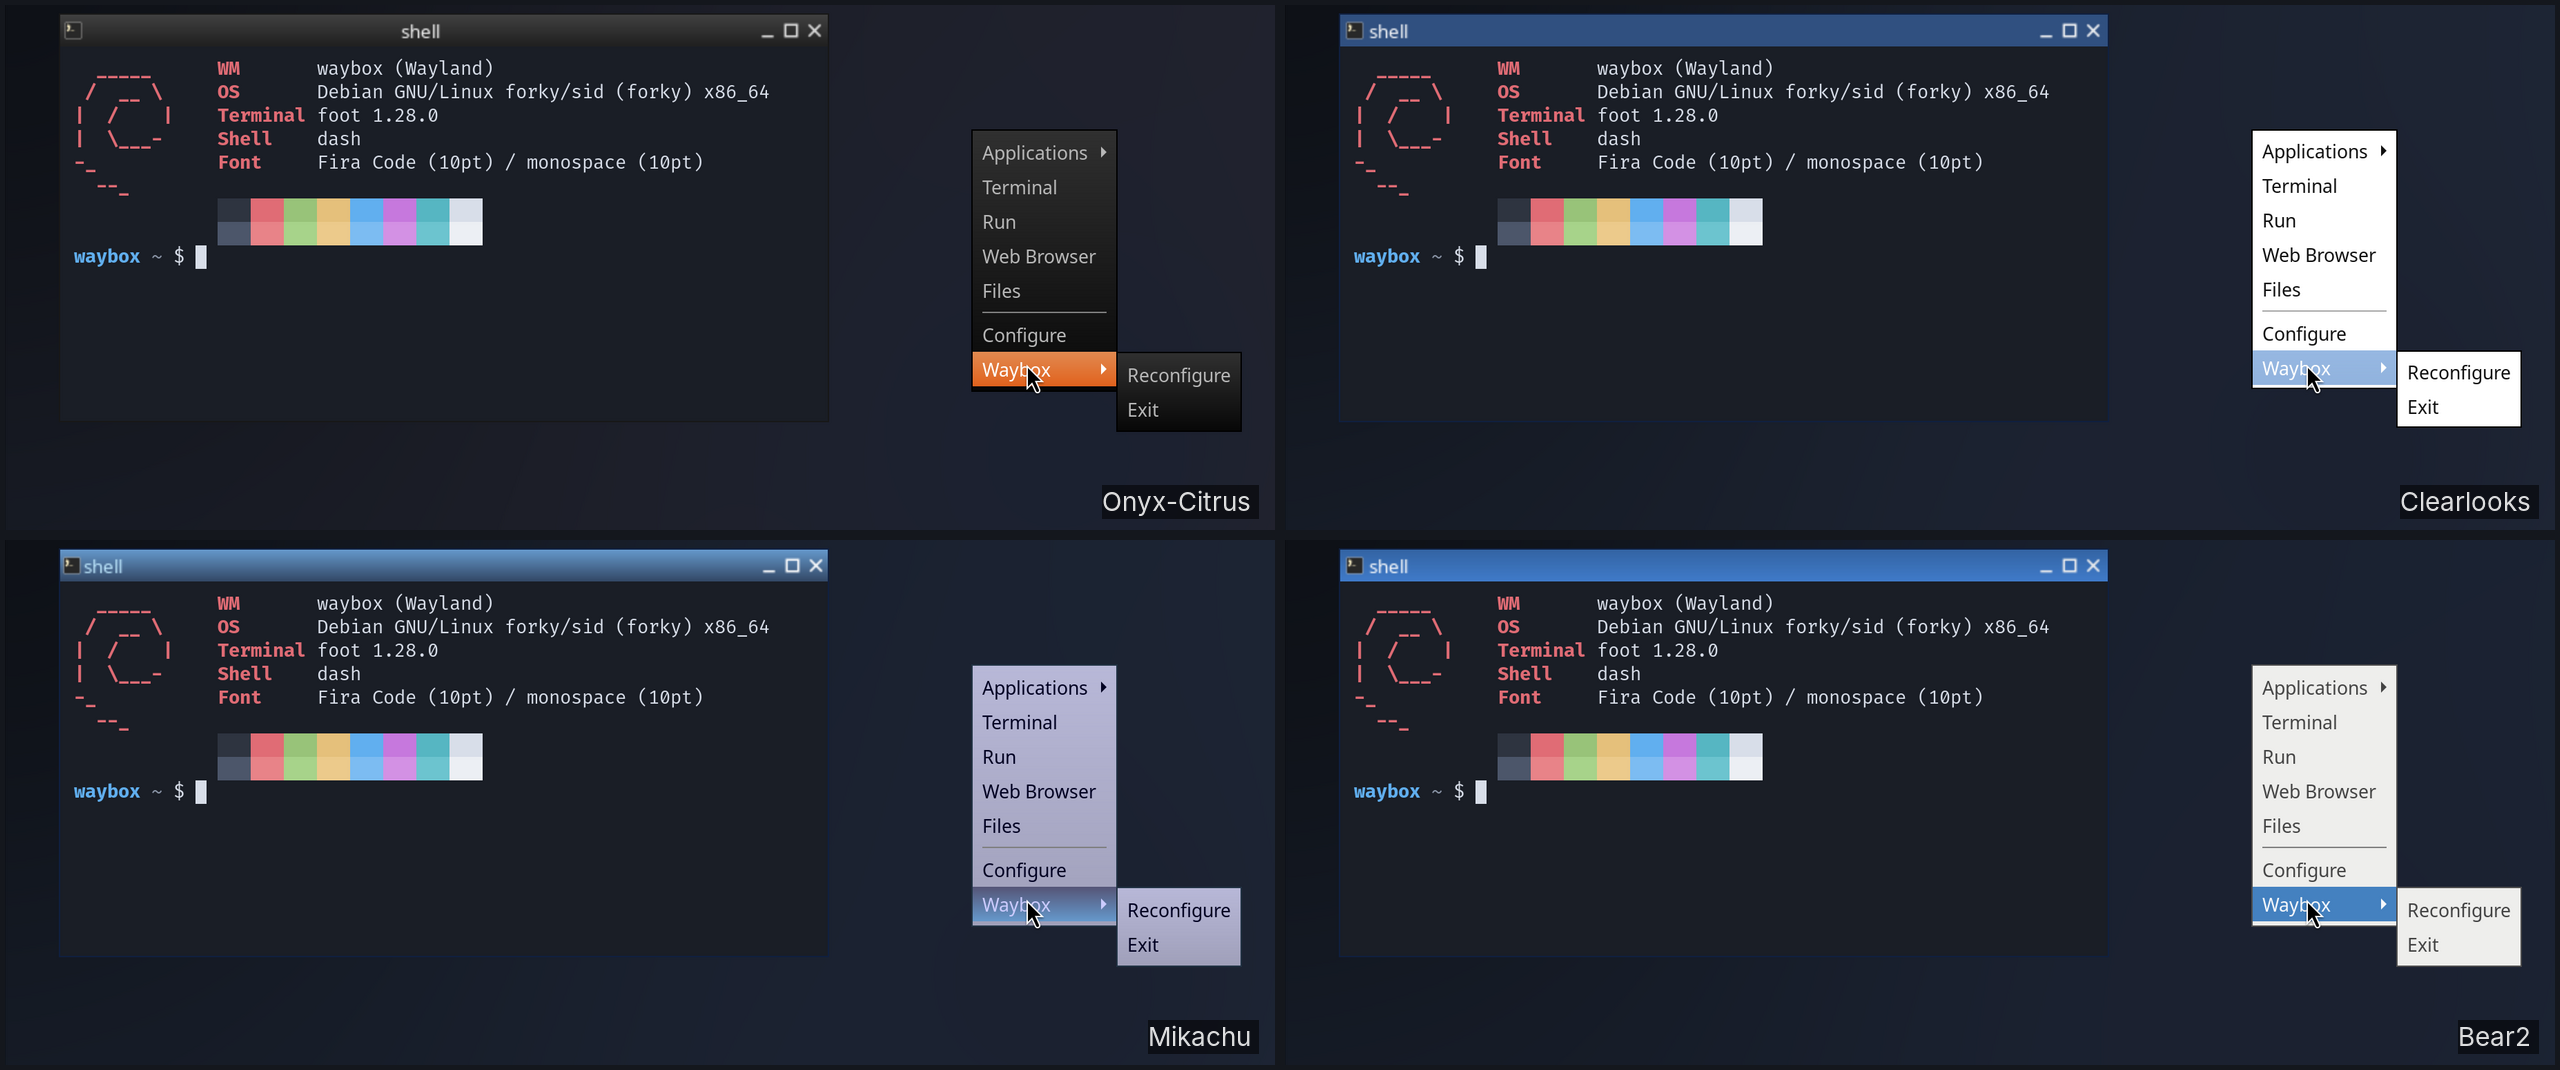 shell
WM waybox (Wayland)
OS Debian GNU/Linux forky/sid (forky) x86_64
Terminal foot 1.28.0
Shell dash
Font Fira Code (10pt) / monospace (10pt)
waybox ~ $
Applications
Terminal
Run
Web Browser
Files
Configure
Waybox
Reconfigure
Exit
Onyx-Citrus
shell
WM waybox (Wayland)
OS Debian GNU/Linux forky/sid (forky) x86_64
Terminal foot 1.28.0
Shell dash
Font Fira Code (10pt) / monospace (10pt)
waybox ~ $
Applications
Terminal
Run
Web Browser
Files
Configure
Waybox
Reconfigure
Exit
Clearlooks
shell
WM waybox (Wayland)
OS Debian GNU/Linux forky/sid (forky) x86_64
Terminal foot 1.28.0
Shell dash
Font Fira Code (10pt) / monospace (10pt)
waybox ~ $
Applications
Terminal
Run
Web Browser
Files
Configure
Waybox
Reconfigure
Exit
Mikachu
shell
WM waybox (Wayland)
OS Debian GNU/Linux forky/sid (forky) x86_64
Terminal foot 1.28.0
Shell dash
Font Fira Code (10pt) / monospace (10pt)
waybox ~ $
Applications
Terminal
Run
Web Browser
Files
Configure
Waybox
Reconfigure
Exit
Bear2